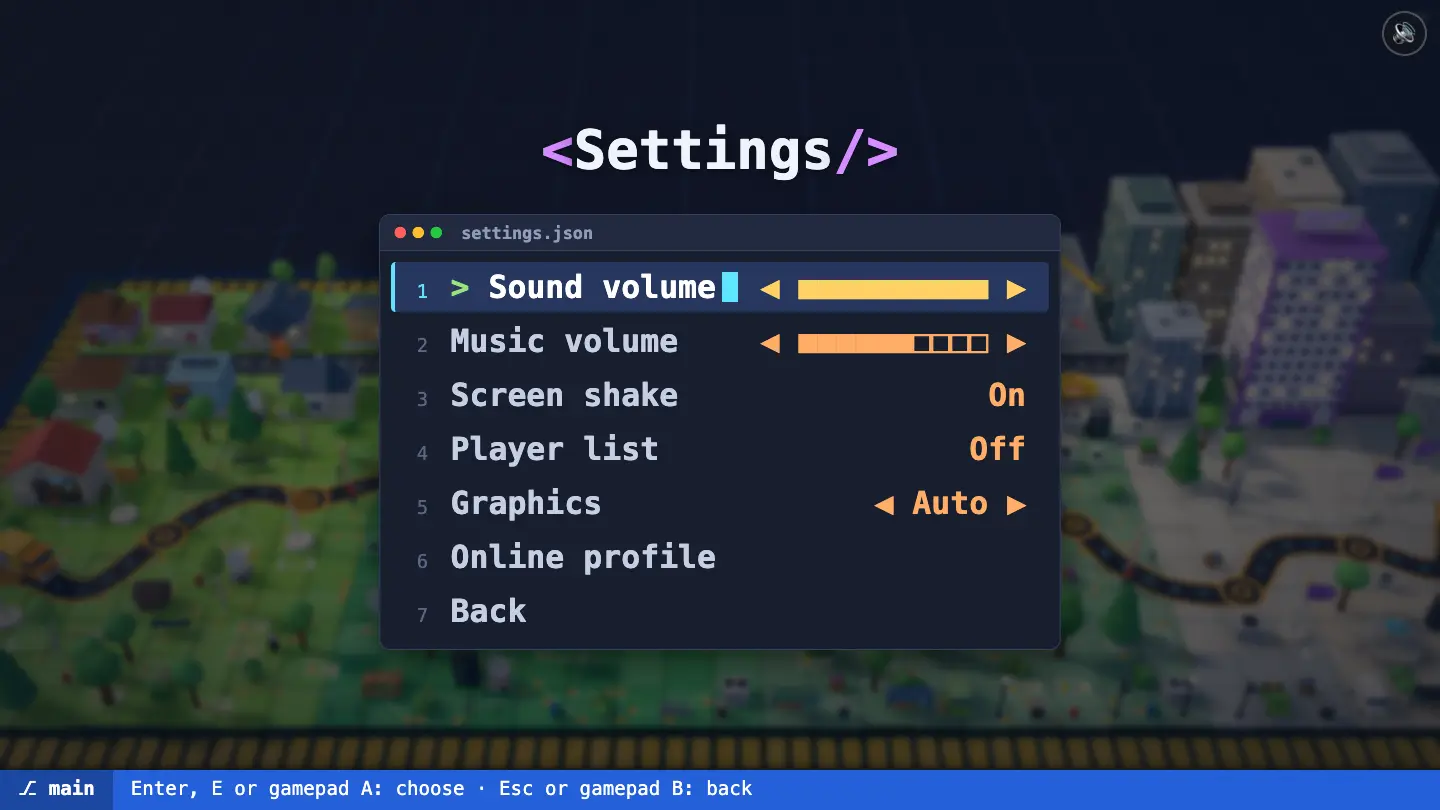 <Settings/>
settings.json
1 > Sound volume ◀ ▶
2 Music volume ◀ ▶
3 Screen shake On
4 Player list Off
5 Graphics ◀ Auto ▶
6 Online profile
7 Back
main Enter, E or gamepad A: choose · Esc or gamepad B: back